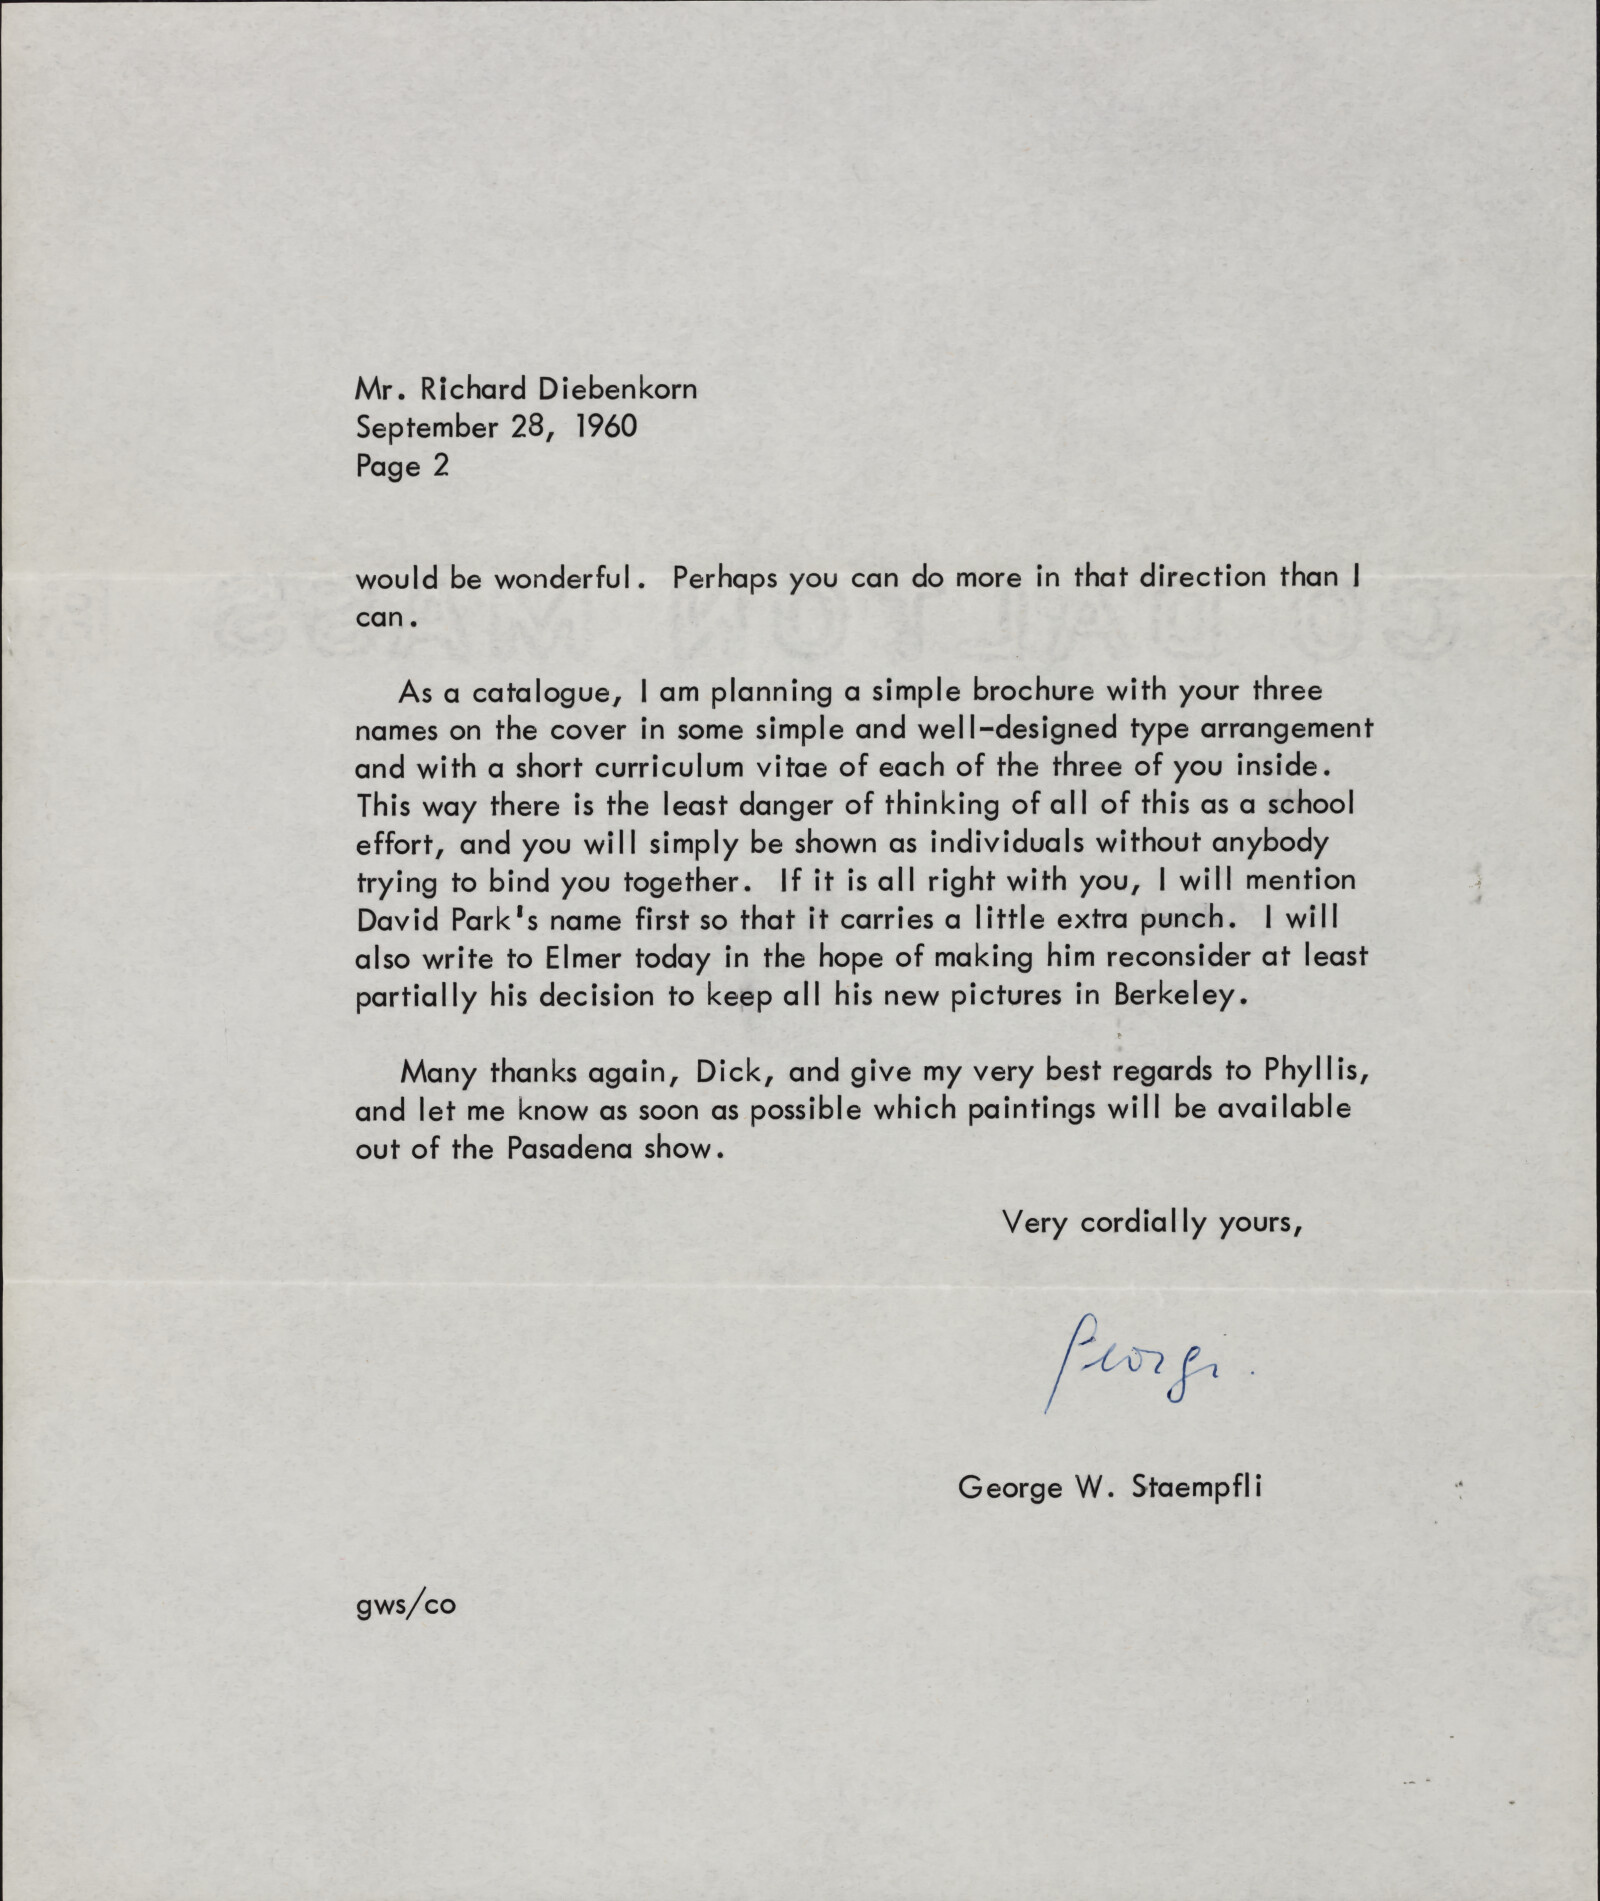 Mr. Richard Diebenkorn
September 28, 1960
Page 2
would be wonderful. Perhaps you can do more in that direction than I
can.
As a catalogue, I am planning a simple brochure with your three
names on the cover in some simple and well-designed type arrangement
and with a short curriculum vitae of each of the three of you inside.
This way there is the least danger of thinking of all of this as a school
effort, and you will simply be shown as individuals without anybody
trying to bind you together. If it is all right with you, I will mention
David Park's name first so that it carries a little extra punch. I will
also write to Elmer today in the hope of making him reconsider at least
partially his decision to keep all his new pictures in Berkeley.
Many thanks again, Dick, and give my very best regards to Phyllis,
and let me know as soon as possible which paintings will be available
out of the Pasadena show.
Very cordially yours,
George.
George W. Staempfli
gws/co